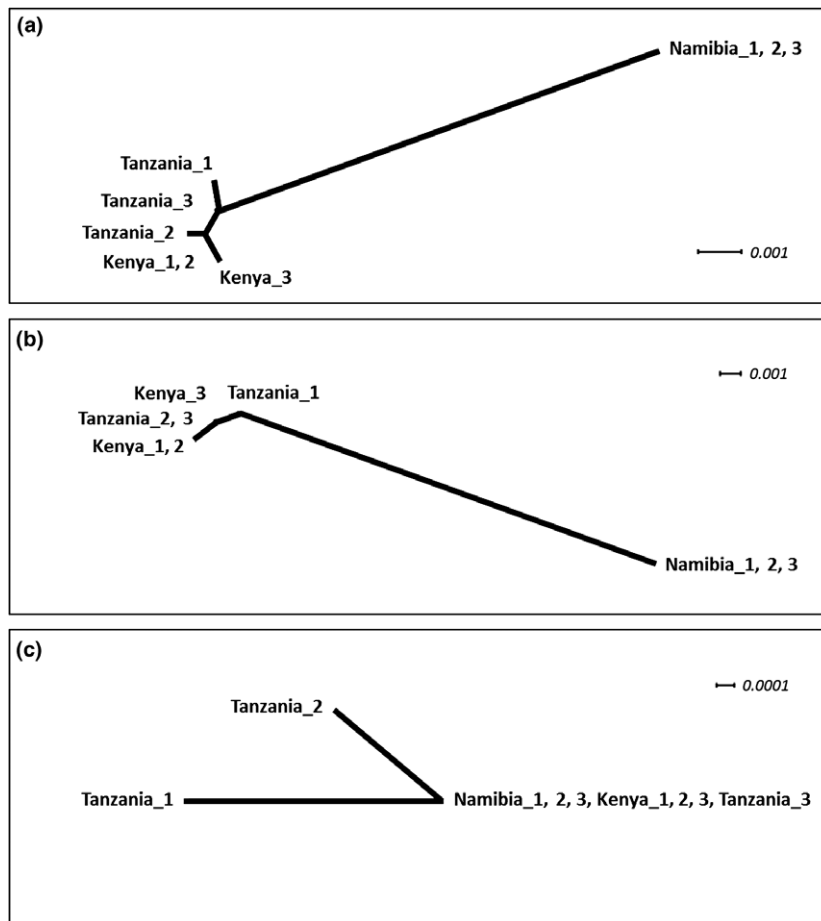 (a)
Namibia_1, 2, 3
Tanzania_1
Tanzania_3
Tanzania_2
Kenya_1, 2
Kenya_3
0.001
(b)
0.001
Kenya_3 Tanzania_1
Tanzania_2, 3
Kenya_1, 2
Namibia_1, 2, 3
(c)
0.0001
Tanzania_2
Tanzania_1 Namibia_1, 2, 3, Kenya_1, 2, 3, Tanzania_3